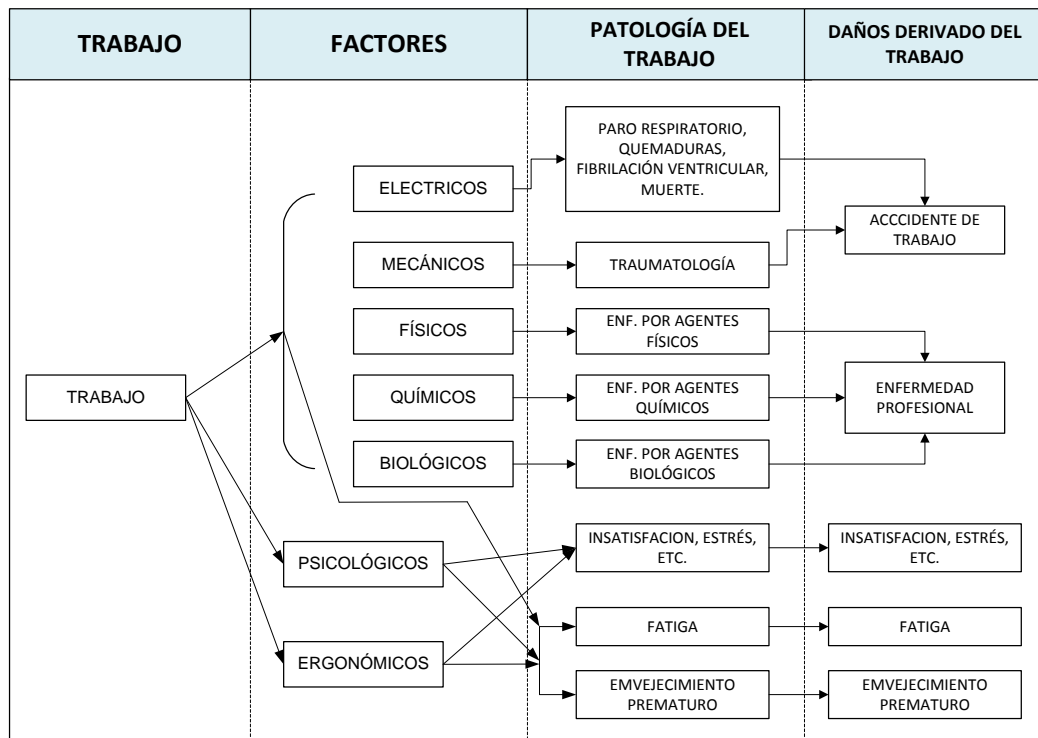 TRABAJO
FACTORES
PATOLOGÍA DEL
TRABAJO
DAÑOS DERIVADO DEL
TRABAJO
TRABAJO
ELECTRICOS
MECÁNICOS
FÍSICOS
QUÍMICOS
BIOLÓGICOS
PSICOLÓGICOS
ERGONÓMICOS
PARO RESPIRATORIO,
QUEMADURAS,
FIBRILACIÓN VENTRICULAR,
MUERTE.
TRAUMATOLOGÍA
ENF. POR AGENTES
FÍSICOS
ENF. POR AGENTES
QUÍMICOS
ENF. POR AGENTES
BIOLÓGICOS
INSATISFACION, ESTRÉS,
ETC.
FATIGA
EMVEJECIMIENTO
PREMATURO
ACCCIDENTE DE
TRABAJO
ENFERMEDAD
PROFESIONAL
INSATISFACION, ESTRÉS,
ETC.
FATIGA
EMVEJECIMIENTO
PREMATURO